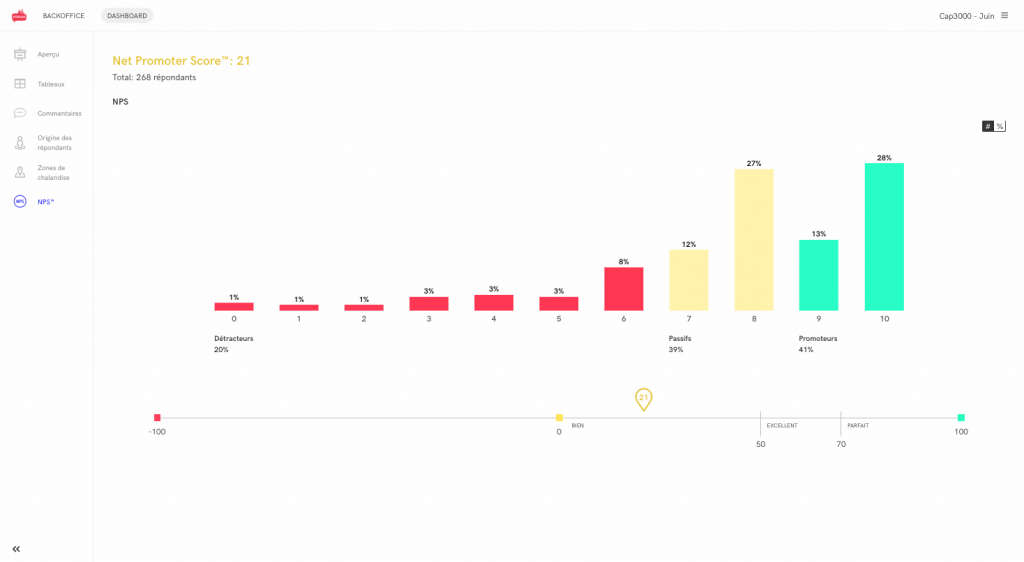 BACKOFFICE
DASHBOARD
Cap3000 - Juin
Aperçu
Tableaux
Commentaires
Origine des
répondants
Zones de
chalandise
NPS
NPS™
Net Promoter Score™: 21
Total: 268 répondants
NPS
# %
1%
1%
1%
3%
3%
3%
8%
12%
27%
13%
28%
0 1 2 3 4 5 6 7 8 9 10
Détracteurs
20%
Passifs
39%
Promoteurs
41%
21
BIEN
EXCELLENT
PARFAIT
-100
0
50
70
100